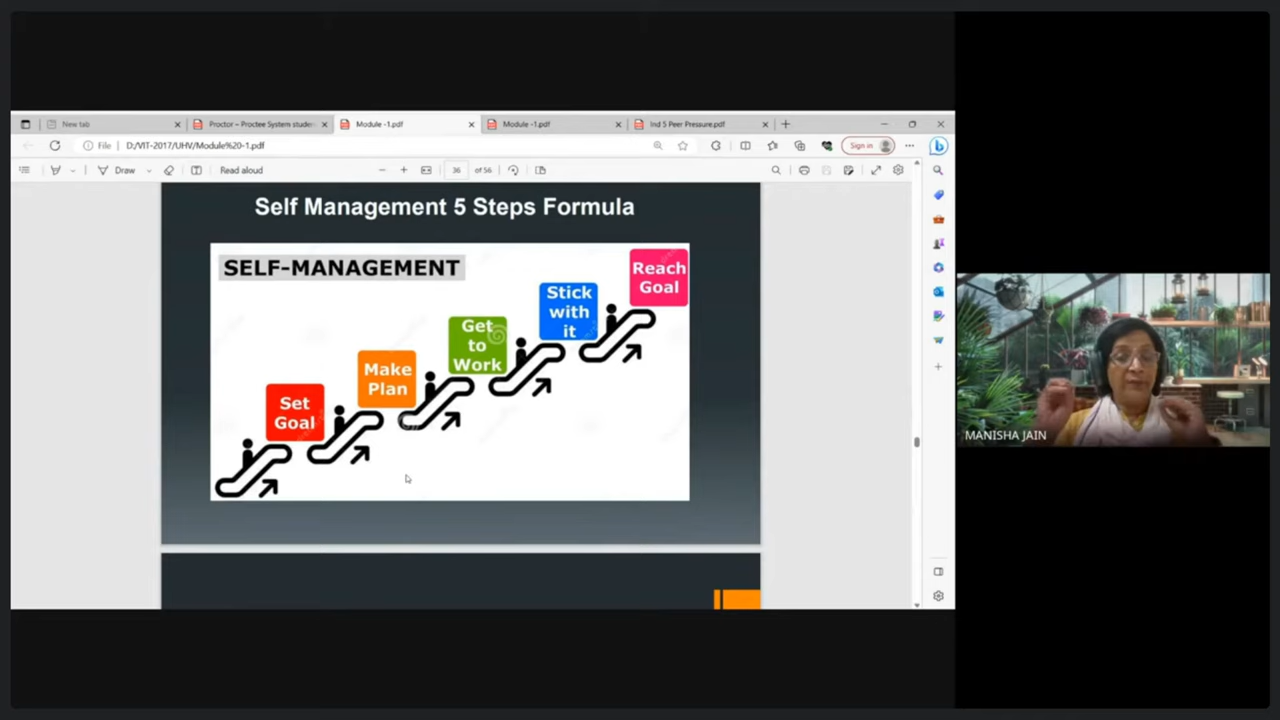 New tab
Proctor – Proctee System studen
Module -1.pdf
Module -1.pdf
Ind 5 Peer Pressure.pdf
File
D:/VIT-2017/UHV/Module%20-1.pdf
Sign in
Draw
Read aloud
36
of 56
Self Management 5 Steps Formula
SELF-MANAGEMENT
Reach
Goal
Stick
with
it
Get
to
Work
Make
Plan
Set
Goal
MANISHA JAIN